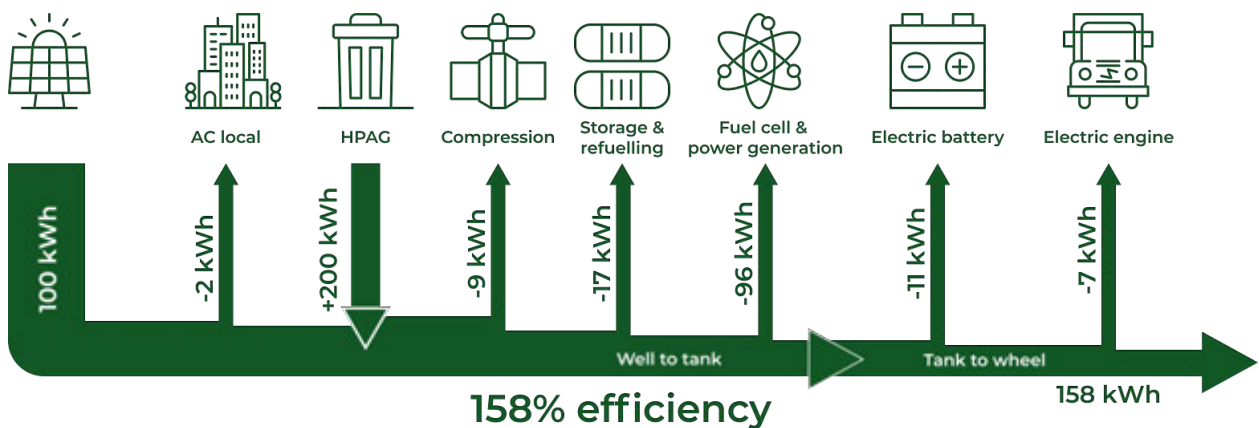 AC local
HPAG
Compression
Storage &
refuelling
Fuel cell &
power generation
Electric battery
Electric engine
100 kWh
-2 kWh
+200 kWh
-9 kWh
-17 kWh
-96 kWh
-11 kWh
-7 kWh
Well to tank
Tank to wheel
158 kWh
158% efficiency